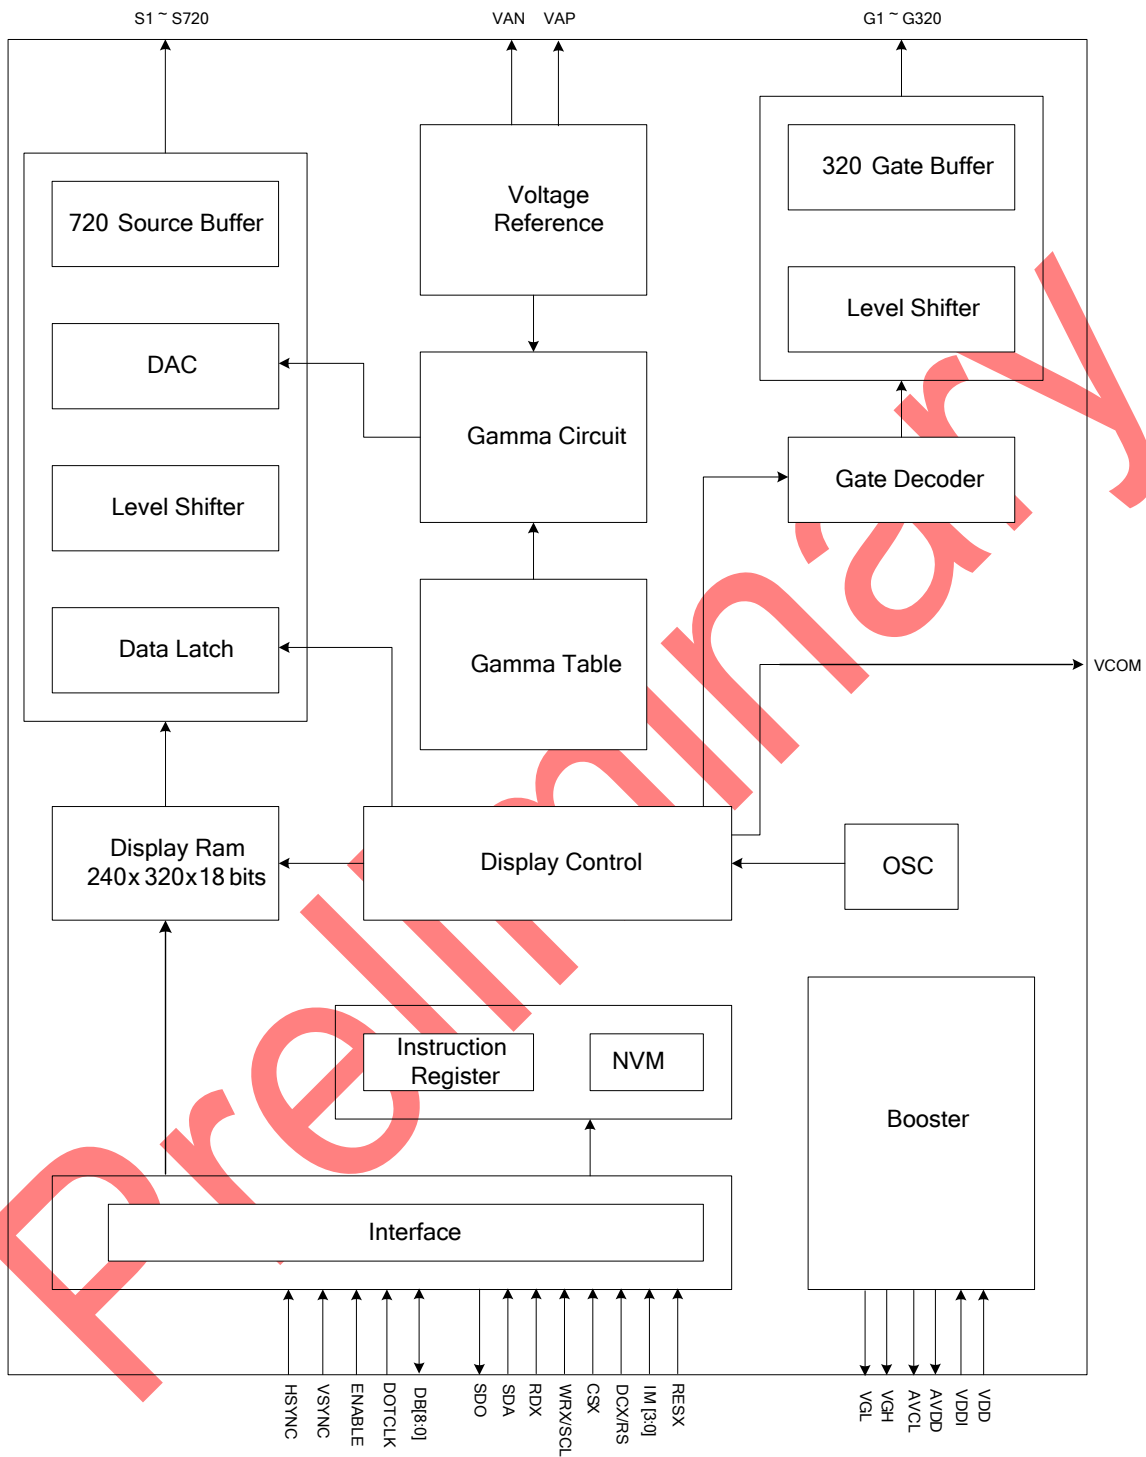 S1 ~ S720
VAN
VAP
G1 ~ G320
720 Source Buffer
Voltage
Reference
320 Gate Buffer
Level Shifter
DAC
Gamma Circuit
Gate Decoder
Level Shifter
Data Latch
Gamma Table
VCOM
Display Ram
240x 320x18 bits
Display Control
OSC
Instruction
Register
NVM
Booster
Interface
HSYNC
VSYNC
ENABLE
DOTCLK
DB[8:0]
SDO
SDA
RDX
WRX/SCL
CSX
DCX/RS
IM [3:0]
RESX
VGL
VGH
AVCL
AVDD
VDDI
VDD
Preliminary